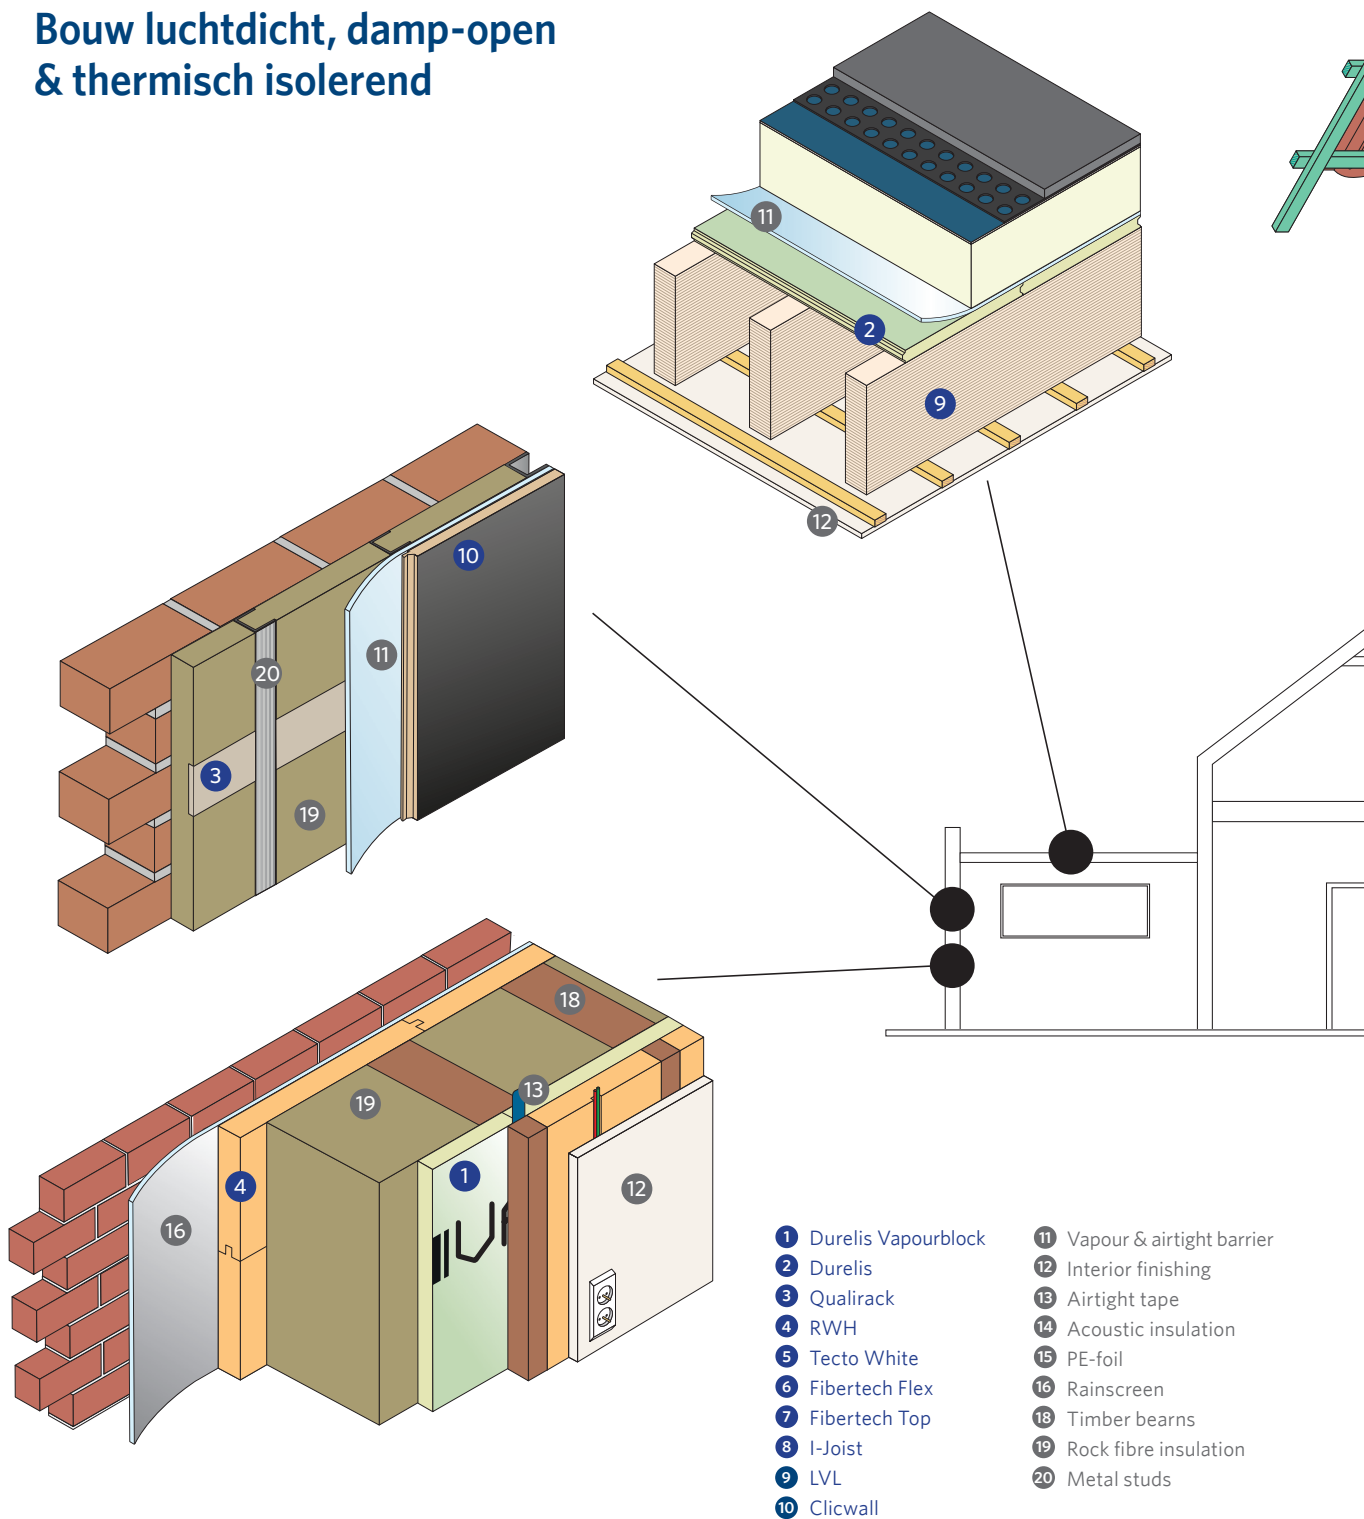 Bouw luchtdicht, damp-open
& thermisch isolerend
11
2
9
12
10
11
20
3
19
18
13
19
1
4
12
16
1 Durelis Vapourblock
2 Durelis
3 Qualirack
4 RWH
5 Tecto White
6 Fibertech Flex
7 Fibertech Top
8 I-Joist
9 LVL
10 Clicwall
11 Vapour & airtight barrier
12 Interior finishing
13 Airtight tape
14 Acoustic insulation
15 PE-foil
16 Rainscreen
18 Timber bearns
19 Rock fibre insulation
20 Metal studs